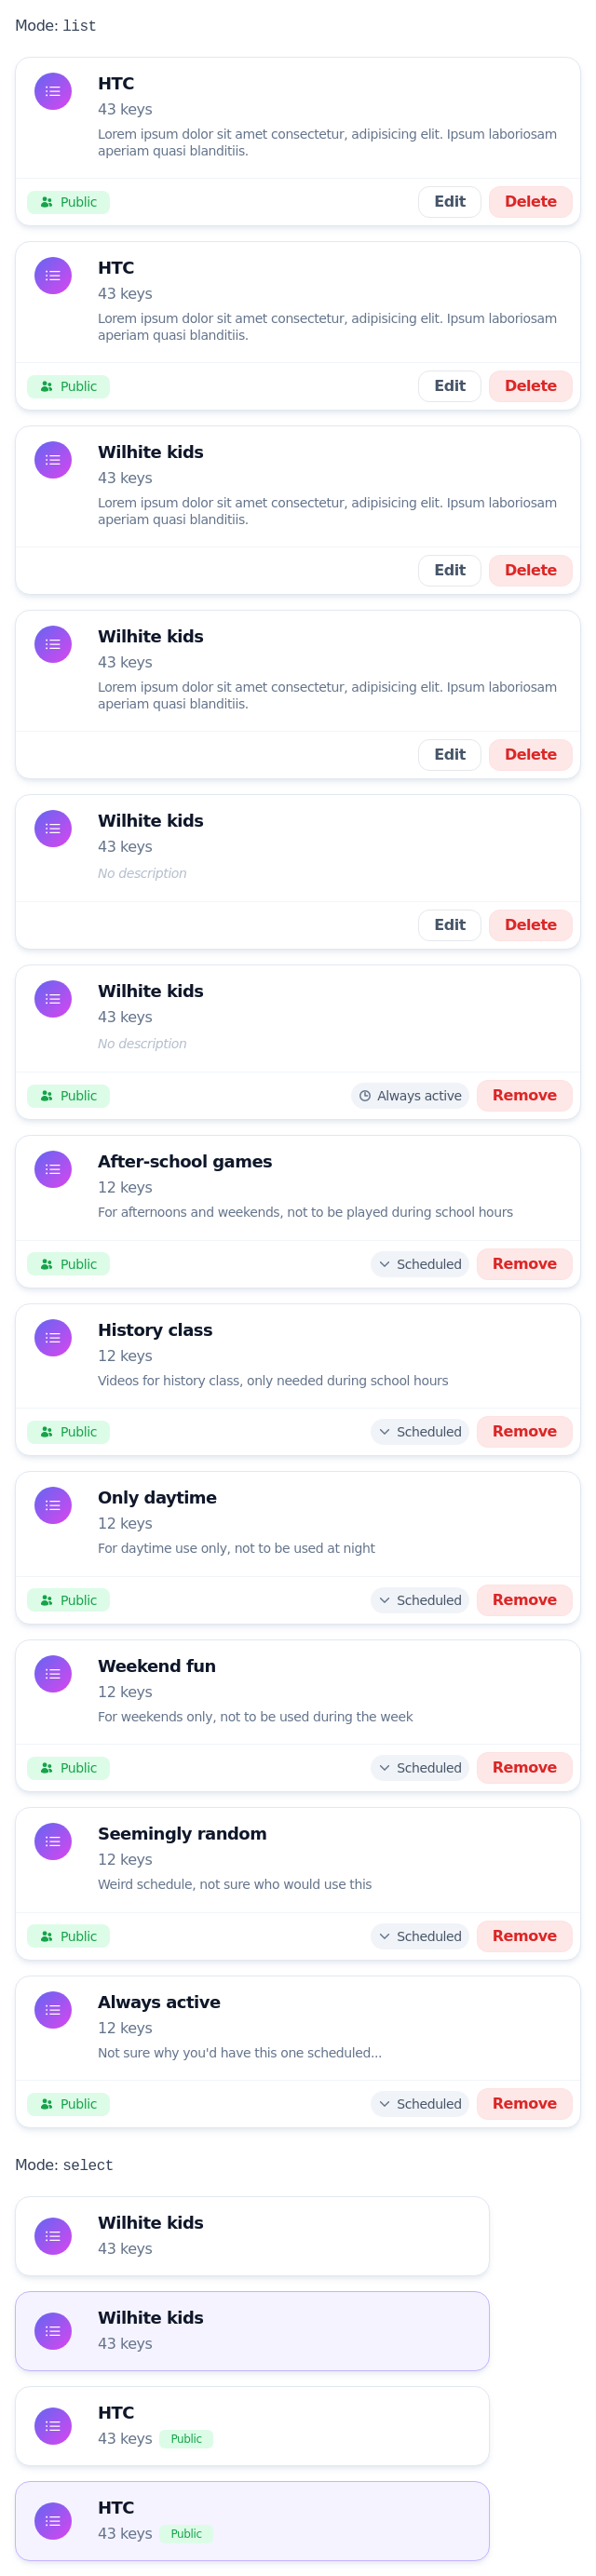 Mode: list
HTC
43 keys
Lorem ipsum dolor sit amet consectetur, adipisicing elit. Ipsum laboriosam
aperiam quasi blanditiis.
Public Edit Delete
HTC
43 keys
Lorem ipsum dolor sit amet consectetur, adipisicing elit. Ipsum laboriosam
aperiam quasi blanditiis.
Public Edit Delete
Wilhite kids
43 keys
Lorem ipsum dolor sit amet consectetur, adipisicing elit. Ipsum laboriosam
aperiam quasi blanditiis.
Edit Delete
Wilhite kids
43 keys
Lorem ipsum dolor sit amet consectetur, adipisicing elit. Ipsum laboriosam
aperiam quasi blanditiis.
Edit Delete
Wilhite kids
43 keys
No description
Edit Delete
Wilhite kids
43 keys
No description
Public Always active Remove
After-school games
12 keys
For afternoons and weekends, not to be played during school hours
Public Scheduled Remove
History class
12 keys
Videos for history class, only needed during school hours
Public Scheduled Remove
Only daytime
12 keys
For daytime use only, not to be used at night
Public Scheduled Remove
Weekend fun
12 keys
For weekends only, not to be used during the week
Public Scheduled Remove
Seemingly random
12 keys
Weird schedule, not sure who would use this
Public Scheduled Remove
Always active
12 keys
Not sure why you'd have this one scheduled...
Public Scheduled Remove
Mode: select
Wilhite kids
43 keys
Wilhite kids
43 keys
HTC
43 keys Public
HTC
43 keys Public